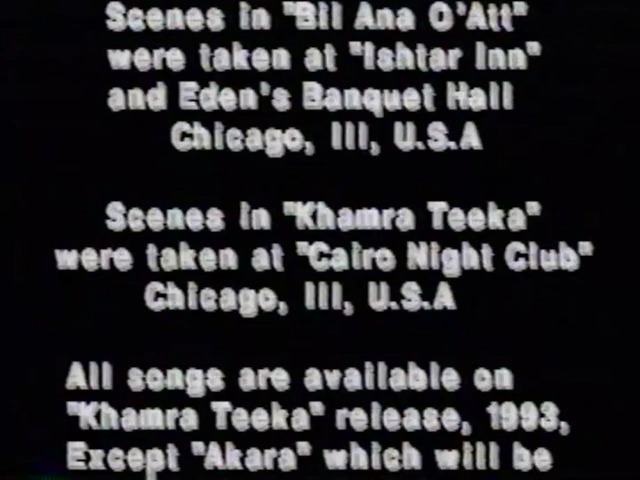 Scenes in "Bil Ana O'Att"
were taken at "Ishtar Inn"
and Eden's Banquet Hall
Chicago, Ill, U.S.A
Scenes in "Khamra Teeka"
were taken at "Cairo Night Club"
Chicago, Ill, U.S.A
All songs are available on
"Khamra Teeka" release, 1993,
Except "Akara" which will be